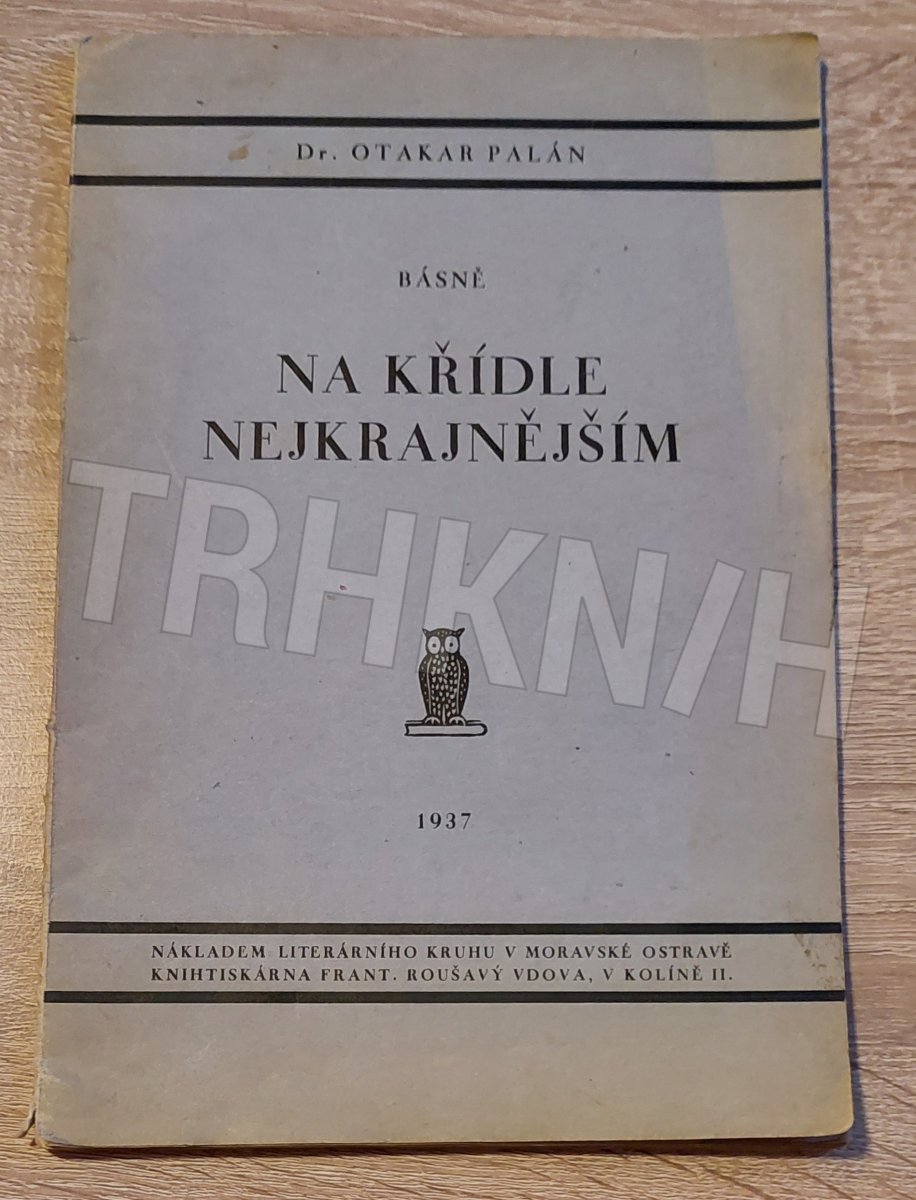 Dr. OTAKAR PALÁN
BÁSNĚ
NA KŘÍDLE
NEJKRAJNĚJŠÍM
TRHKNIH
1937
NÁKLADEM LITERÁRNÍHO KRUHU V MORAVSKÉ OSTRAVĚ
KNIHTISKÁRNA FRANT. ROUŠAVÝ VDOVA, V KOLÍNĚ II.